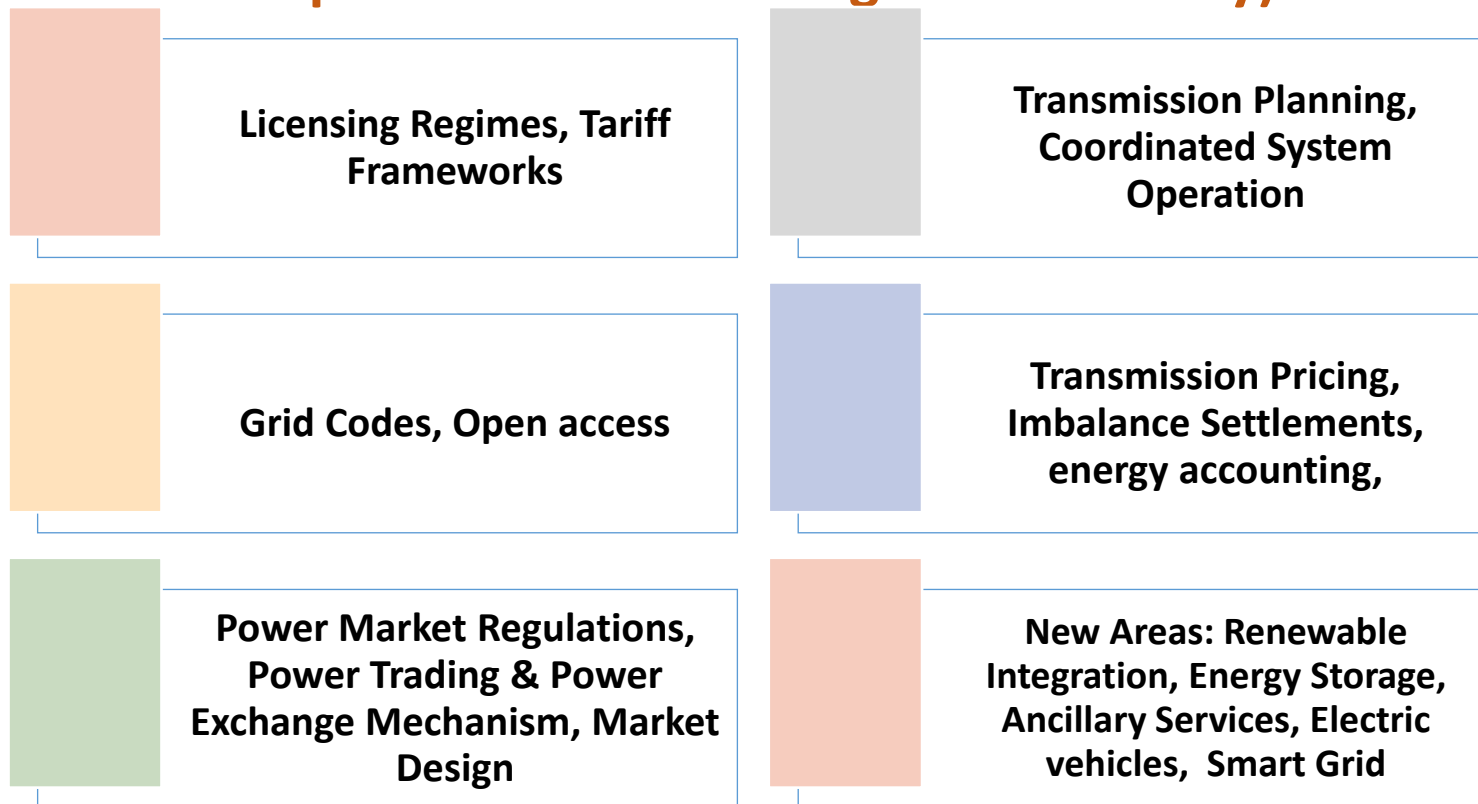 Licensing Regimes, Tariff
Frameworks
Transmission Planning,
Coordinated System
Operation
Grid Codes, Open access
Transmission Pricing,
Imbalance Settlements,
energy accounting,
Power Market Regulations,
Power Trading & Power
Exchange Mechanism, Market
Design
New Areas: Renewable
Integration, Energy Storage,
Ancillary Services, Electric
vehicles,  Smart Grid